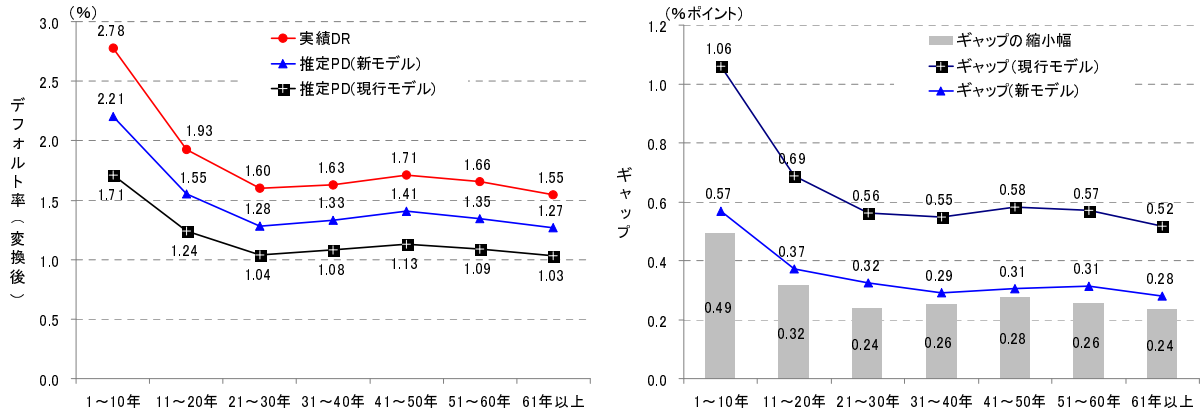 (%)
3.0
2.5
2.0
1.5
1.0
0.5
0.0
デフォルト率(変換後)
実績DR
推定PD(新モデル)
推定PD(現行モデル)
2.78
1.93
1.60
1.63
1.71
1.66
1.55
2.21
1.55
1.28
1.33
1.41
1.35
1.27
1.71
1.24
1.04
1.08
1.13
1.09
1.03
1~10年
11~20年
21~30年
31~40年
41~50年
51~60年
61年以上
(%ポイント)
1.2
1.0
0.8
0.6
0.4
0.2
0.0
ギャップ
ギャップの縮小幅
ギャップ(現行モデル)
ギャップ(新モデル)
1.06
0.69
0.56
0.55
0.58
0.57
0.52
0.57
0.37
0.32
0.29
0.31
0.31
0.28
0.49
0.32
0.24
0.26
0.28
0.26
0.24
1~10年
11~20年
21~30年
31~40年
41~50年
51~60年
61年以上